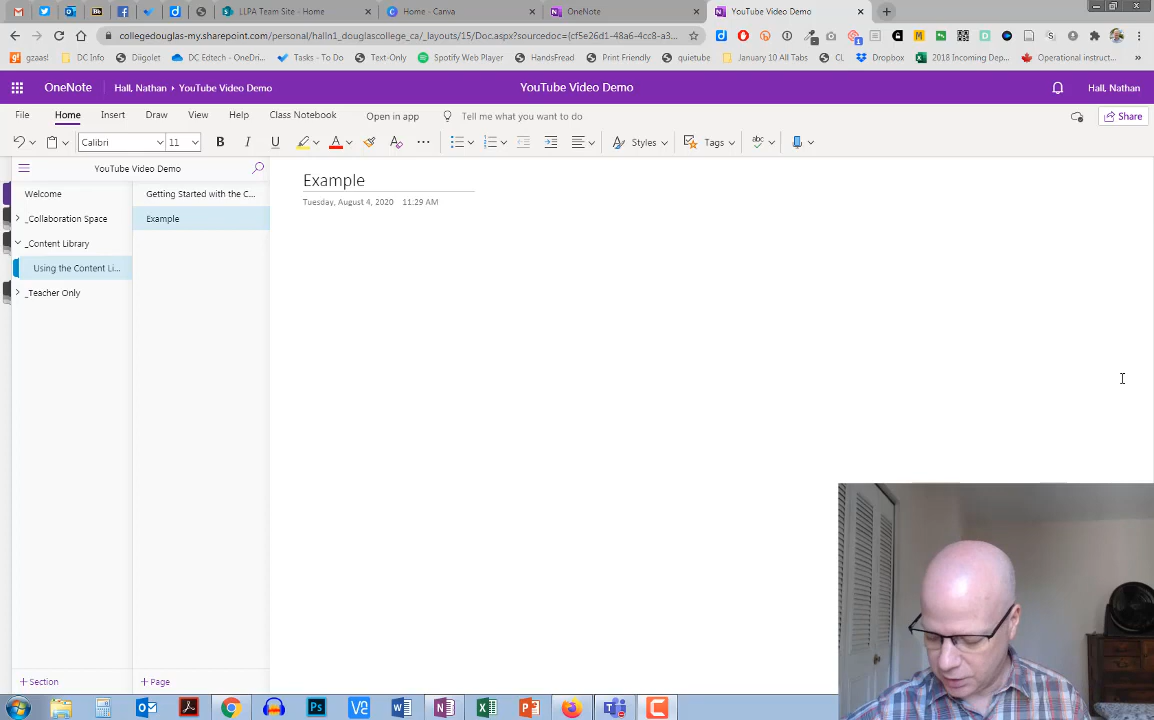 LLPA Team Site - Home
Home - Canva
OneNote
YouTube Video Demo
collegedouglas-my.sharepoint.com/personal/halln1_douglascollege_ca/_layouts/15/Doc.aspx?sourcedoc={cf5e26d1-48a6-4cc8-a3...
gzaas!
DC Info
Diigolet
DC Edtech - OneDri...
Tasks - To Do
Text-Only
Spotify Web Player
HandsFread
Print Friendly
quietube
January 10 All Tabs
CL
Dropbox
2018 Incoming Dep...
Operational instruct...
»
OneNote
Hall, Nathan
YouTube Video Demo
YouTube Video Demo
Hall, Nathan
File
Home
Insert
Draw
View
Help
Class Notebook
Open in app
Tell me what you want to do
Share
Calibri
11
B
I
U
A
Styles
Tags
abc
YouTube Video Demo
Welcome
Getting Started with the C...
_Collaboration Space
Example
_Content Library
Using the Content Li...
_Teacher Only
Example
Tuesday, August 4, 2020 11:29 AM
+ Section
+ Page